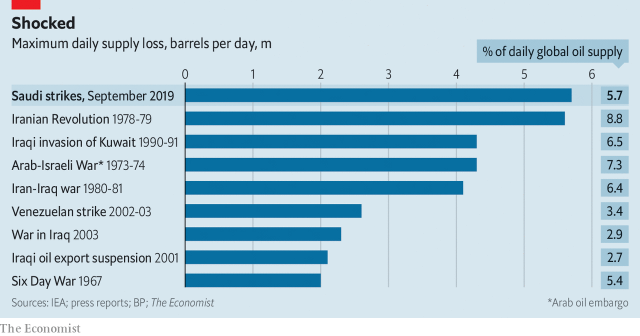 Shocked
Maximum daily supply loss, barrels per day, m
% of daily global oil supply
0 1 2 3 4 5 6
Saudi strikes, September 2019 5.7
Iranian Revolution 1978-79 8.8
Iraqi invasion of Kuwait 1990-91 6.5
Arab-Israeli War* 1973-74 7.3
Iran-Iraq war 1980-81 6.4
Venezuelan strike 2002-03 3.4
War in Iraq 2003 2.9
Iraqi oil export suspension 2001 2.7
Six Day War 1967 5.4
Sources: IEA; press reports; BP; The Economist *Arab oil embargo
The Economist